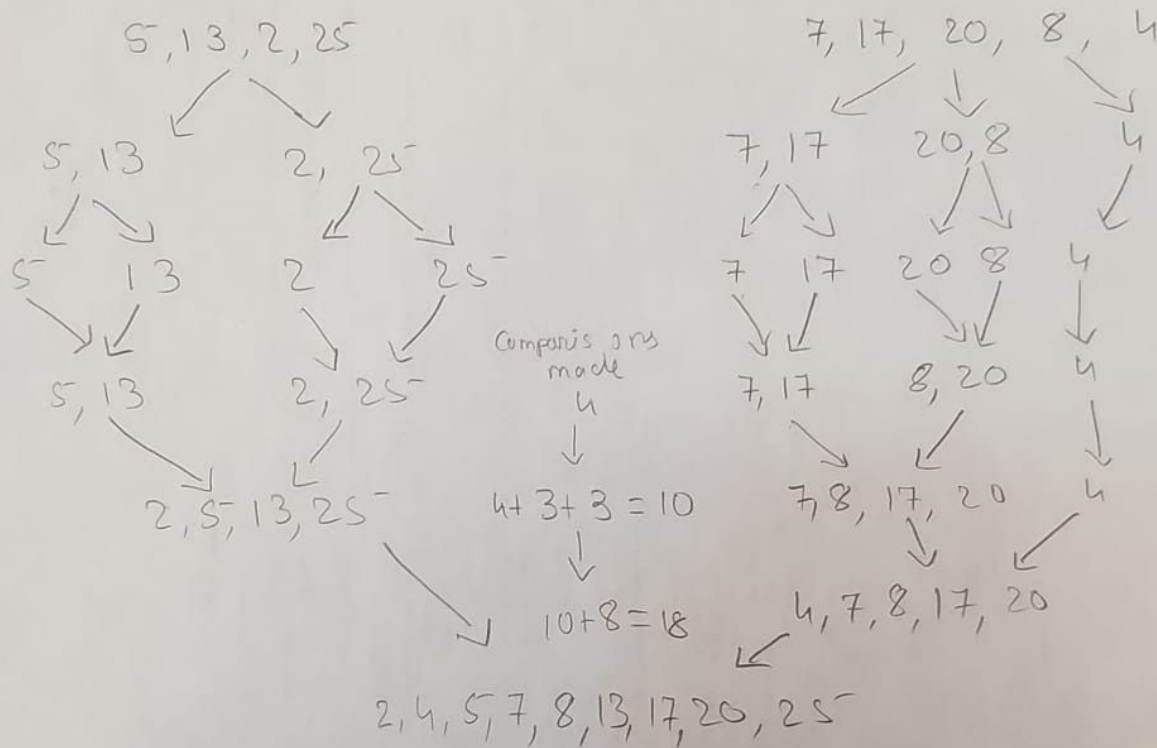 5, 13, 2, 25 7, 17, 20, 8, 4
5, 13 2, 25 7, 17 20, 8 4
5 13 2 25 7 17 20 8 4
Comparisons
made
5, 13 2, 25 4 7, 17 8, 20 4
2, 5, 13, 25 4 + 3 + 3 = 10 7, 8, 17, 20 4
10 + 8 = 18 4, 7, 8, 17, 20
2, 4, 5, 7, 8, 13, 17, 20, 25